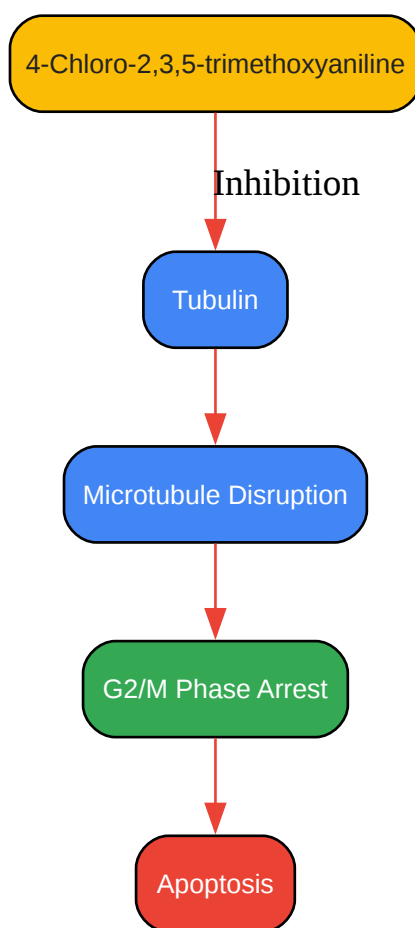 4-Chloro-2,3,5-trimethoxyaniline
Inhibition
Tubulin
Microtubule Disruption
G2/M Phase Arrest
Apoptosis